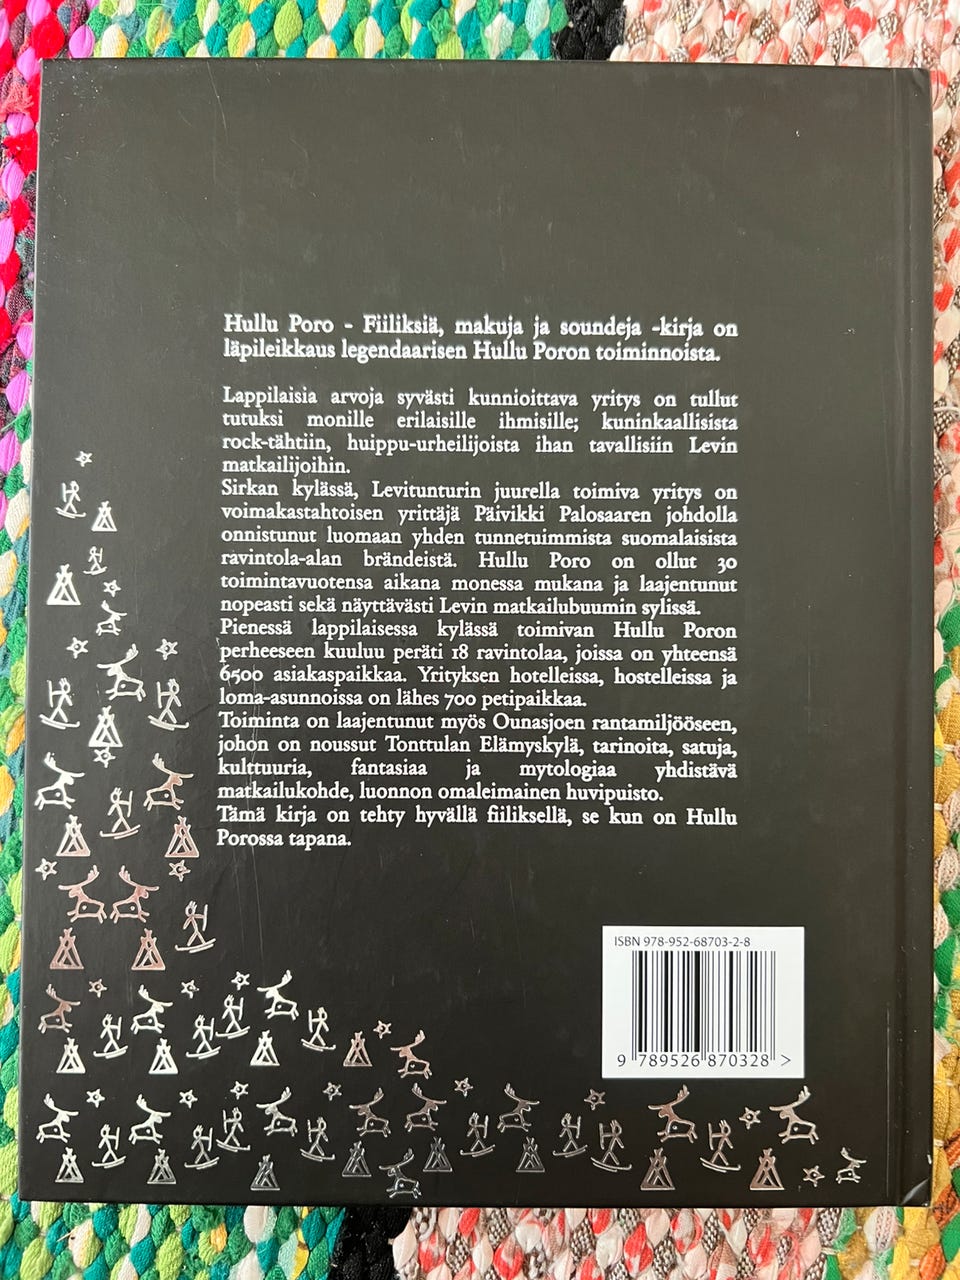 Hullu Poro - Fiiliksiä, makuja ja soundeja -kirja on
läpileikkaus legendaarisen Hullu Poron toiminnoista.
Lappilaisia arvoja syvästi kunnioittava yritys on tullut
tutuksi monille erilaisille ihmisille; kuninkaallisista
rock-tähtiin, huippu-urheilijoista ihan tavallisiin Levin
matkailijoihin.
Sirkan kylässä, Levitunturin juurella toimiva yritys on
voimakastahtoisen yrittäjä Päivikki Palosaaren johdolla
onnistunut luomaan yhden tunnetuimmista suomalaisista
ravintola-alan brändeistä. Hullu Poro on ollut 30
toimintavuotensa aikana monessa mukana ja laajentunut
nopeasti sekä näyttävästi Levin matkailubuumin sylissä.
Pienessä lappilaisessa kylässä toimivan Hullu Poron
perheeseen kuuluu peräti 18 ravintolaa, joissa on yhteensä
6500 asiakaspaikkaa. Yrityksen hotelleissa, hostelleissa ja
loma-asunnoissa on lähes 700 petipaikkaa.
Toiminta on laajentunut myös Ounasjoen rantamiljööseen,
johon on noussut Tonttulan Elämyskylä, tarinoita, satuja,
kulttuuria, fantasiaa ja mytologiaa yhdistävä
matkailukohde, luonnon omaleimainen huvipuisto.
Tämä kirja on tehty hyvällä fiiliksellä, se kun on Hullu
Porossa tapana.
ISBN 978-952-68703-2-8
9 789526 870328 >